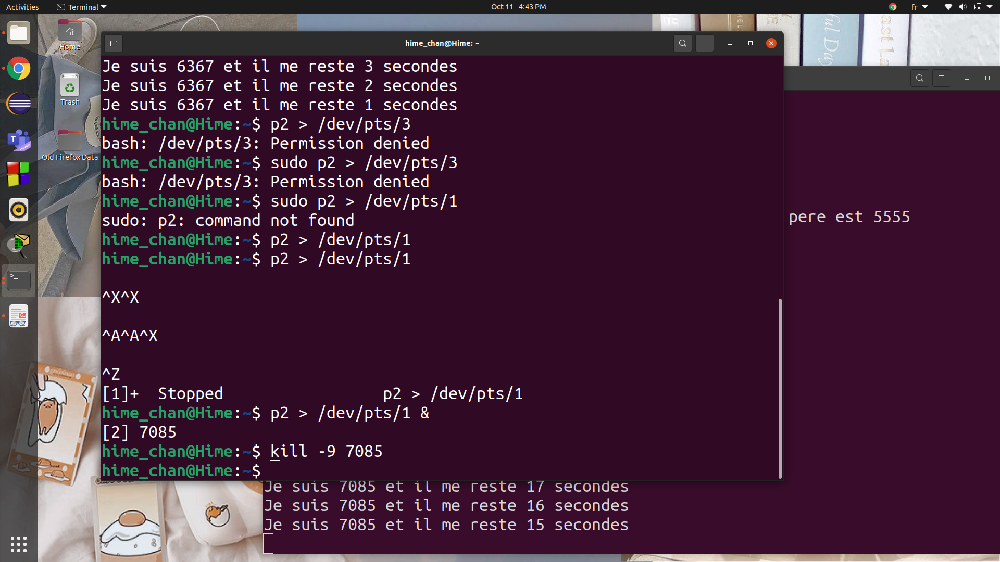 Activities
Terminal
Oct 11 4:43 PM
fr
Home
Trash
Old Firefox Data
hime_chan@Hime: ~
Je suis 6367 et il me reste 3 secondes
Je suis 6367 et il me reste 2 secondes
Je suis 6367 et il me reste 1 secondes
hime_chan@Hime:~$ p2 > /dev/pts/3
bash: /dev/pts/3: Permission denied
hime_chan@Hime:~$ sudo p2 > /dev/pts/3
bash: /dev/pts/3: Permission denied
hime_chan@Hime:~$ sudo p2 > /dev/pts/1
sudo: p2: command not found
hime_chan@Hime:~$ p2 > /dev/pts/1
hime_chan@Hime:~$ p2 > /dev/pts/1
^X^X
^A^A^X
^Z
[1]+  Stopped                 p2 > /dev/pts/1
hime_chan@Hime:~$ p2 > /dev/pts/1 &
[2] 7085
hime_chan@Hime:~$ kill -9 7085
hime_chan@Hime:~$
pere est 5555
Je suis 7085 et il me reste 17 secondes
Je suis 7085 et il me reste 16 secondes
Je suis 7085 et il me reste 15 secondes